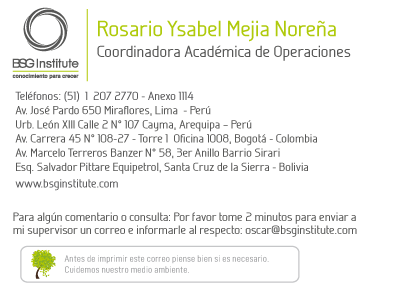 Rosario Ysabel Mejia Noreña
Coordinadora Académica de Operaciones
BSG Institute
conocimiento para crecer
Teléfonos: (51) 1 207 2770 - Anexo 1114
Av. José Pardo 650 Miraflores, Lima - Perú
Urb. León XIII Calle 2 N° 107 Cayma, Arequipa – Perú
Av. Carrera 45 N° 108-27 - Torre 1 Oficina 1008, Bogotá - Colombia
Av. Marcelo Terreros Banzer N° 58, 3er Anillo Barrio Sirari
Esq. Salvador Pittare Equipetrol, Santa Cruz de la Sierra - Bolivia
www.bsginstitute.com
Para algún comentario o consulta: Por favor tome 2 minutos para enviar a
mi supervisor un correo e informarle al respecto: oscar@bsginstitute.com
Antes de imprimir este correo piense bien si es necesario.
Cuidemos nuestro medio ambiente.